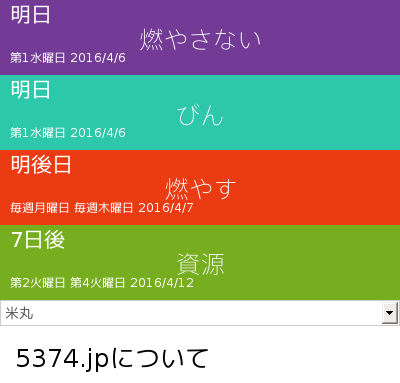 明日
燃やさない
第1水曜日 2016/4/6
明日
びん
第1水曜日 2016/4/6
明後日
燃やす
毎週月曜日 毎週木曜日 2016/4/7
7日後
資源
第2火曜日 第4火曜日 2016/4/12
米丸
5374.jpについて